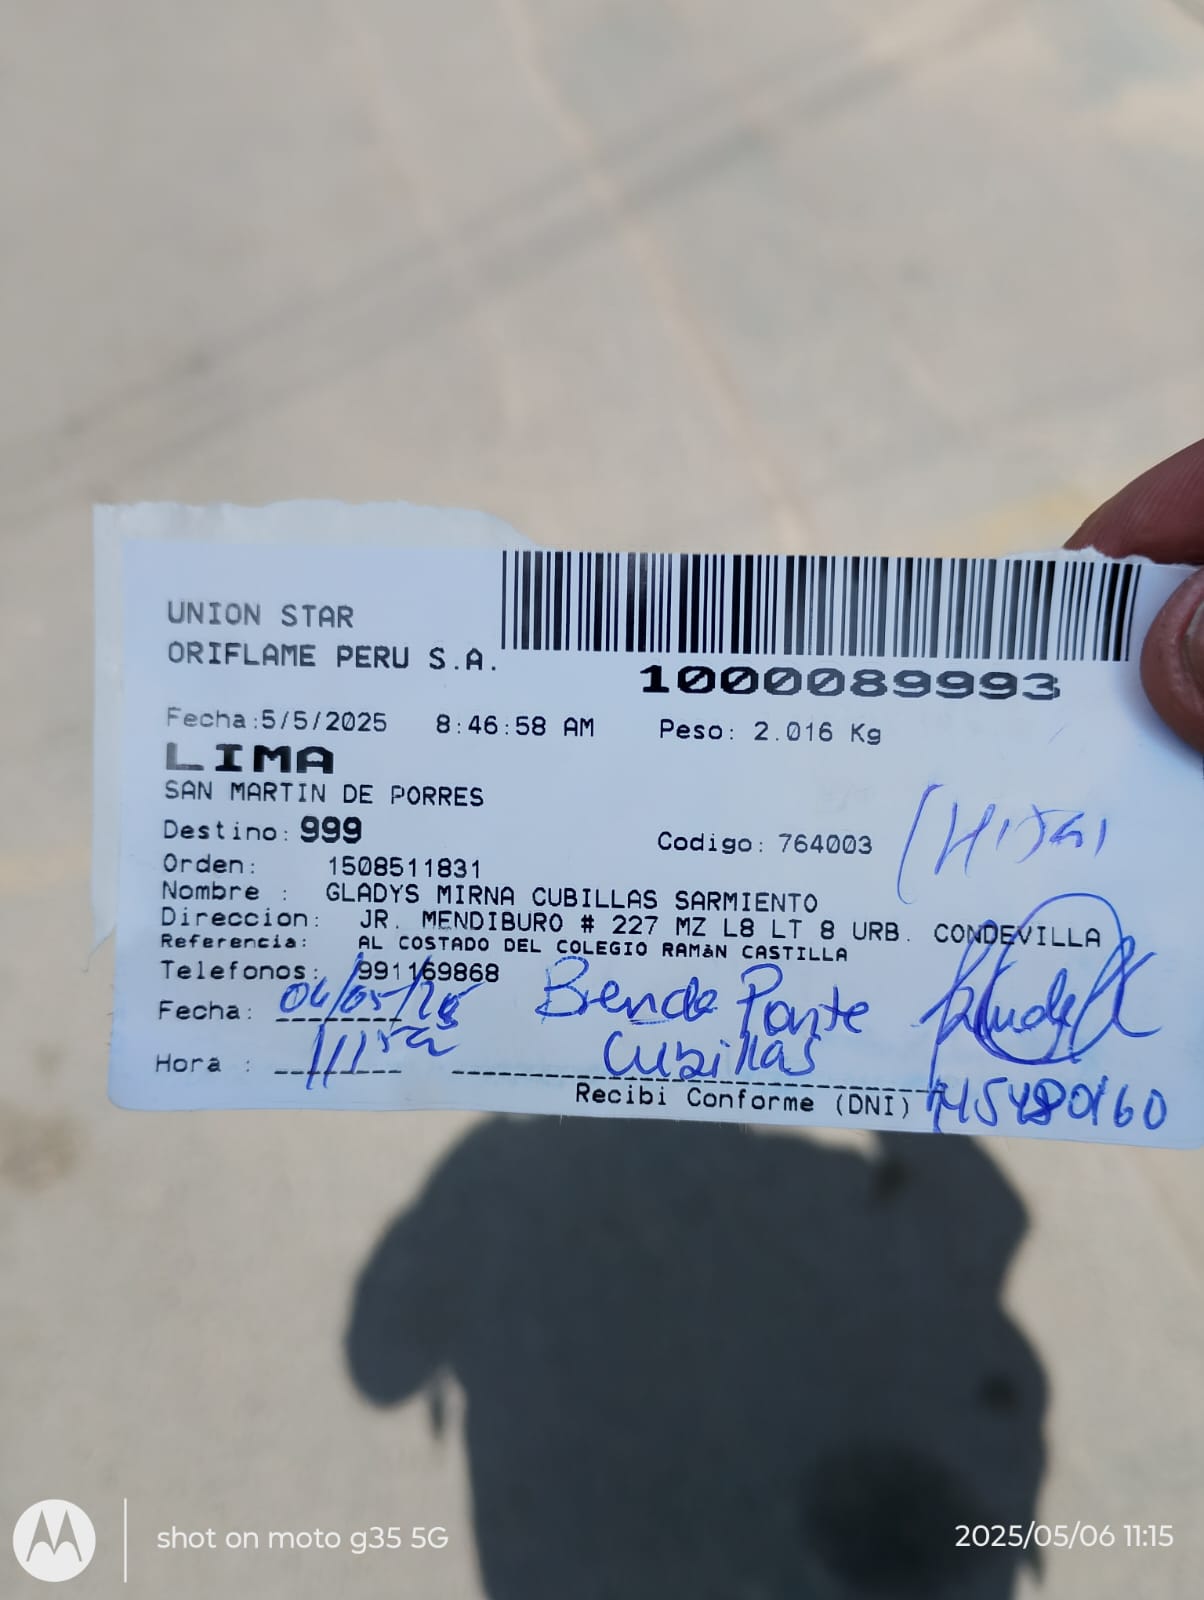 UNION STAR
ORIFLAME PERU S.A.
1000089993
Fecha:5/5/2025 8:46:58 AM Peso: 2.016 Kg
LIMA
SAN MARTIN DE PORRES
Destino: 999 Codigo: 764003 (Hija)
Orden: 1508511831
Nombre : GLADYS MIRNA CUBILLAS SARMIENTO
Direccion: JR. MENDIBURO # 227 MZ L8 LT 8 URB. CONDEVILLA
Referencia: AL COSTADO DEL COLEGIO RAMàN CASTILLA
Telefonos: 991169868
Fecha: 06/05/25 Brenda Ponte
Cubillas
Hora :
Recibi Conforme (DNI)
shot on moto g35 5G
2025/05/06 11:15